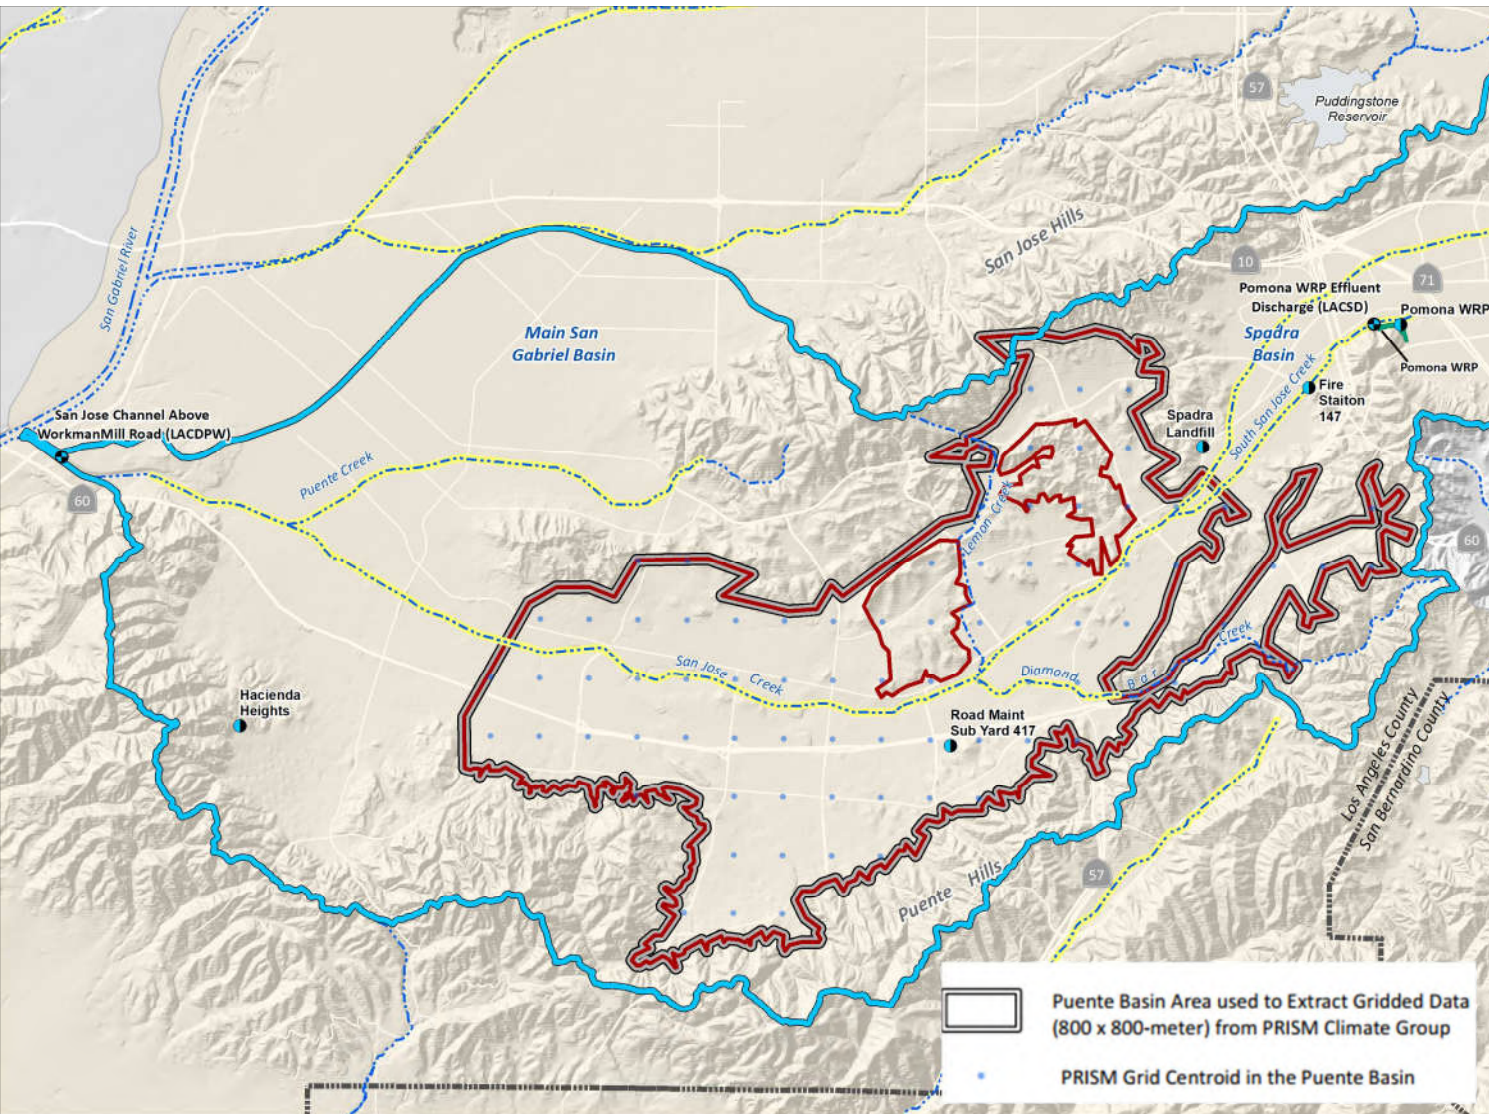 57
Puddingstone
Reservoir
San Jose Hills
San Gabriel River
10
71
Pomona WRP Effluent
Discharge (LACSD)
Pomona WRP
Main San
Gabriel Basin
Spadra
Basin
Pomona WRP
South San Jose Creek
Fire
Staiton
147
San Jose Channel Above
WorkmanMill Road (LACDPW)
Spadra
Landfill
Puente Creek
60
Lemon Creek
60
San Jose Creek
Diamond Bar Creek
Hacienda
Heights
Road Maint
Sub Yard 417
Los Angeles County
San Bernardino County
57
Puente Hills
Puente Basin Area used to Extract Gridded Data
(800 x 800-meter) from PRISM Climate Group
PRISM Grid Centroid in the Puente Basin